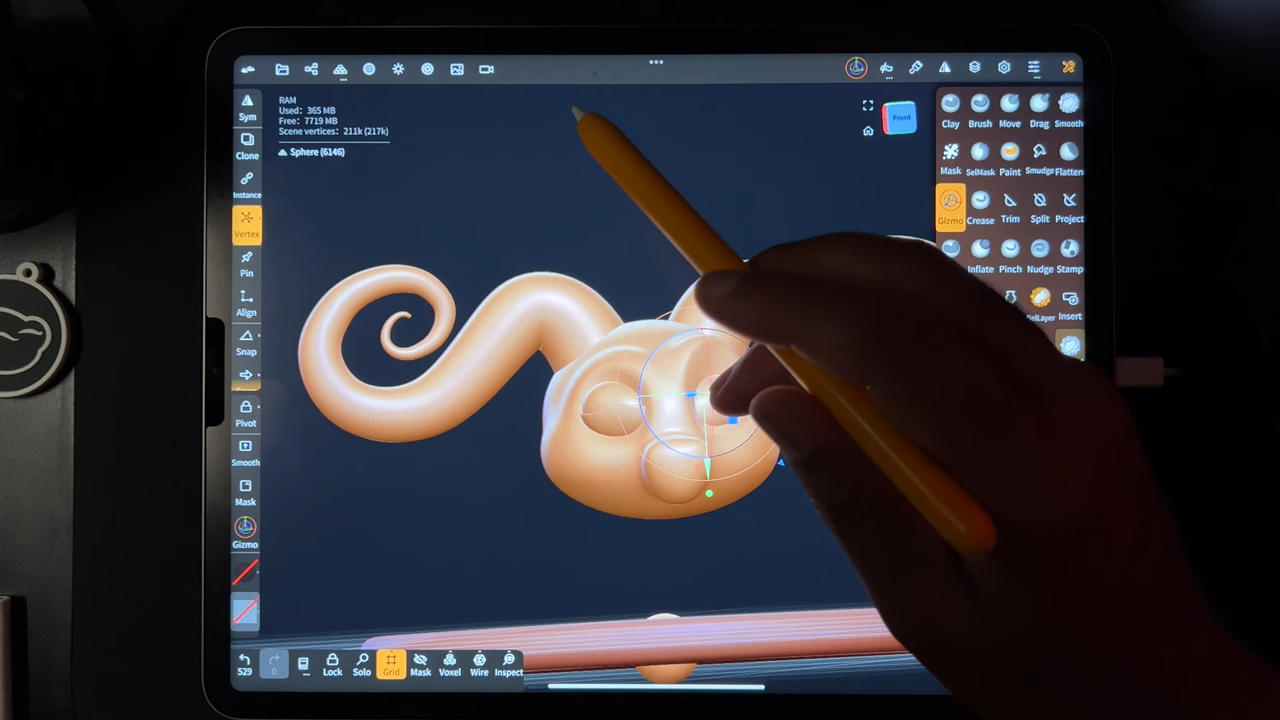 RAM
Used: 365 MB
Free: 7719 MB
Scene vertices: 211k (217k)
Sphere (6146)
Front
Sym
Clone
Instance
Vertex
Pin
Align
Snap
Pivot
Smooth
Mask
Gizmo
Clay Brush Move Drag Smooth
Mask SelMask Paint Smudge Flatten
Gizmo Crease Trim Split Project
Inflate Pinch Nudge Stamp
Insert
529 0 Lock Solo Grid Mask Voxel Wire Inspect